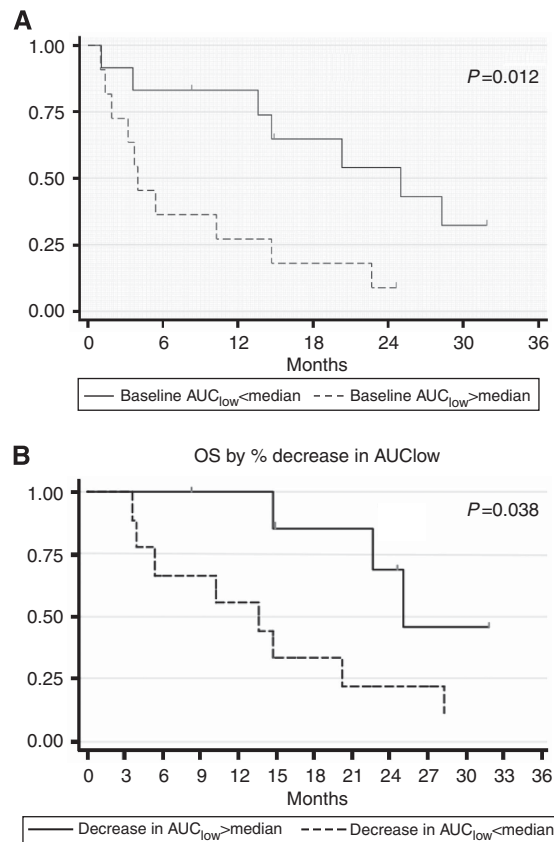 A
1.00
P=0.012
0.75
0.50
0.25
0.00
0 6 12 18 24 30 36
Months
Baseline AUClow<median Baseline AUClow>median
B
OS by % decrease in AUClow
1.00
P=0.038
0.75
0.50
0.25
0.00
0 3 6 9 12 15 18 21 24 27 30 33 36
Months
Decrease in AUClow>median Decrease in AUClow<median